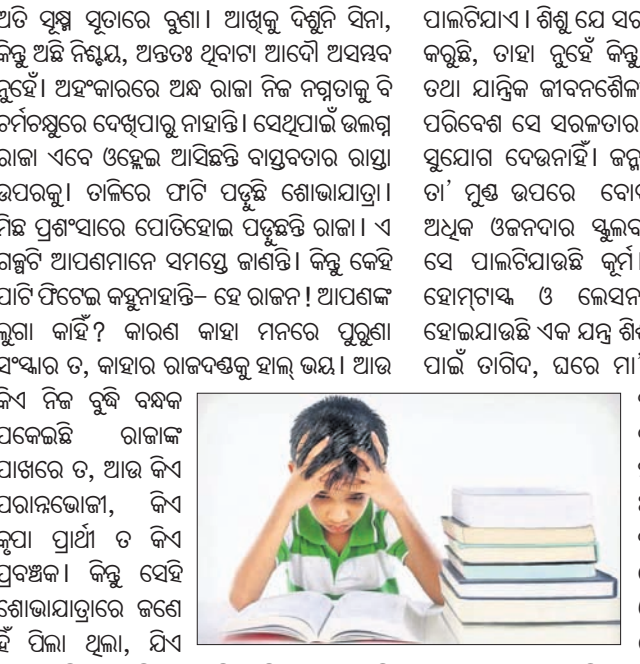 ଅତି ସୂକ୍ଷ୍ମ ସୂତାରେ ବୁଣା। ଆଖିକୁ ଦିଶୁନି ସିନା,
କିନ୍ତୁ ଅଛି ନିଶ୍ଚୟ, ଅନ୍ତତଃ ଥିବାଟା ଆଦୌ ଅସମ୍ଭବ
ନୁହେଁ। ଅହଂକାରରେ ଅନ୍ଧ ରାଜା ନିଜ ନଗ୍ନତାକୁ ବି
ଚର୍ମଚକ୍ଷୁରେ ଦେଖିପାରୁ ନାହାନ୍ତି। ସେଥିପାଇଁ ଉଲଗ୍ନ
ରାଜା ଏବେ ଓହ୍ଲେଇ ଆସିଛନ୍ତି ବାସ୍ତବତାର ରାସ୍ତା
ଉପରକୁ। ତାଳିରେ ଫାଟି ପଡୁଛି ଶୋଭାଯାତ୍ରା।
ମିଛ ପ୍ରଶଂସାରେ ପୋତିହୋଇ ପଡୁଛନ୍ତି ରାଜା। ଏ
ଗଳ୍ପଟି ଆପଣମାନେ ସମସ୍ତେ ଜାଣନ୍ତି। କିନ୍ତୁ କେହି
ପାଟି ଫିଟେଇ କହୁନାହାନ୍ତି– ହେ ରାଜନ! ଆପଣଙ୍କ
ଲୁଗା କାହିଁ? କାରଣ କାହା ମନରେ ପୁରୁଣା
ସଂସ୍କାର ତ, କାହାର ରାଜଦଣ୍ଡକୁ ହାଲ୍ ଭୟ। ଆଉ
କିଏ ନିଜ ବୁଦ୍ଧି ବନ୍ଧକ
ପକେଇଛି ରାଜାଙ୍କ
ପାଖରେ ତ, ଆଉ କିଏ
ପରାନ୍ନଭୋଜୀ, କିଏ
କୃପା ପ୍ରାର୍ଥୀ ତ କିଏ
ପ୍ରବଞ୍ଚକ। କିନ୍ତୁ ସେହି
ଶୋଭାଯାତ୍ରାରେ ଜଣେ
ହିଁ ପିଲା ଥିଲା, ଯିଏ
ପାଲଟିଯାଏ। ଶିଶୁ ଯେ ସର
କରୁଛି, ତାହା ନୁହେଁ କିନ୍ତୁ
ତଥା ଯାନ୍ତ୍ରିକ ଜୀବନଶୈଳ
ପରିବେଶ ସେ ସରଳତାର
ସୁଯୋଗ ଦେଉନାହିଁ। ଜନ୍ମ
ତା' ମୁଣ୍ଡ ଉପରେ ବୋ
ଅଧିକ ଓଜନଦାର ସ୍କୁଲବ
ସେ ପାଲଟିଯାଉଛି କୂର୍ମ।
ହୋମ୍‌ଟାସ୍କ ଓ ଲେସନ
ହୋଇଯାଉଛି ଏକ ଯନ୍ତ୍ର ଶି
ପାଇଁ ତାଗିଦ, ଘରେ ମା'